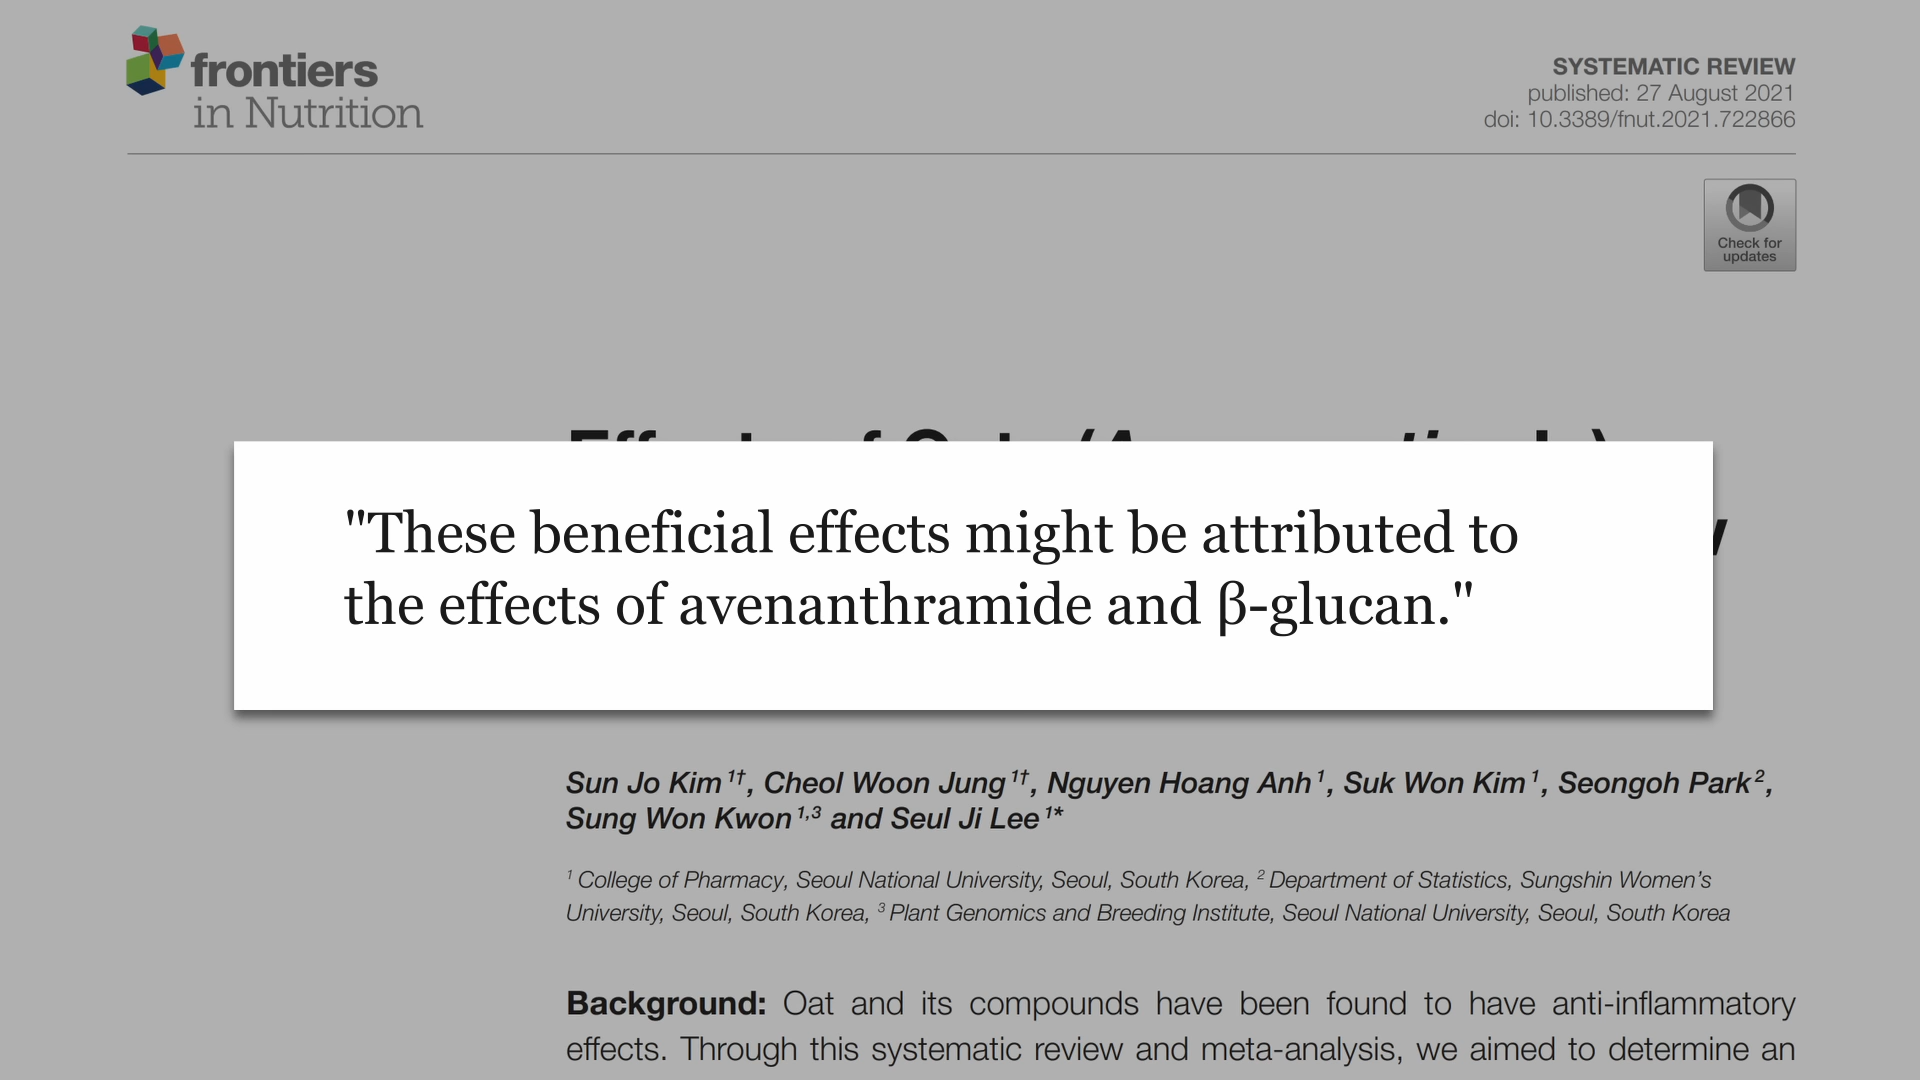 frontiers
in Nutrition
SYSTEMATIC REVIEW
published: 27 August 2021
doi: 10.3389/fnut.2021.722866
Check for
updates
"These beneficial effects might be attributed to
the effects of avenanthramide and β-glucan."
Sun Jo Kim 1†, Cheol Woon Jung 1†, Nguyen Hoang Anh 1, Suk Won Kim 1, Seongoh Park 2,
Sung Won Kwon 1,3 and Seul Ji Lee 1*
1 College of Pharmacy, Seoul National University, Seoul, South Korea, 2 Department of Statistics, Sungshin Women's
University, Seoul, South Korea, 3 Plant Genomics and Breeding Institute, Seoul National University, Seoul, South Korea
Background: Oat and its compounds have been found to have anti-inflammatory
effects. Through this systematic review and meta-analysis, we aimed to determine an